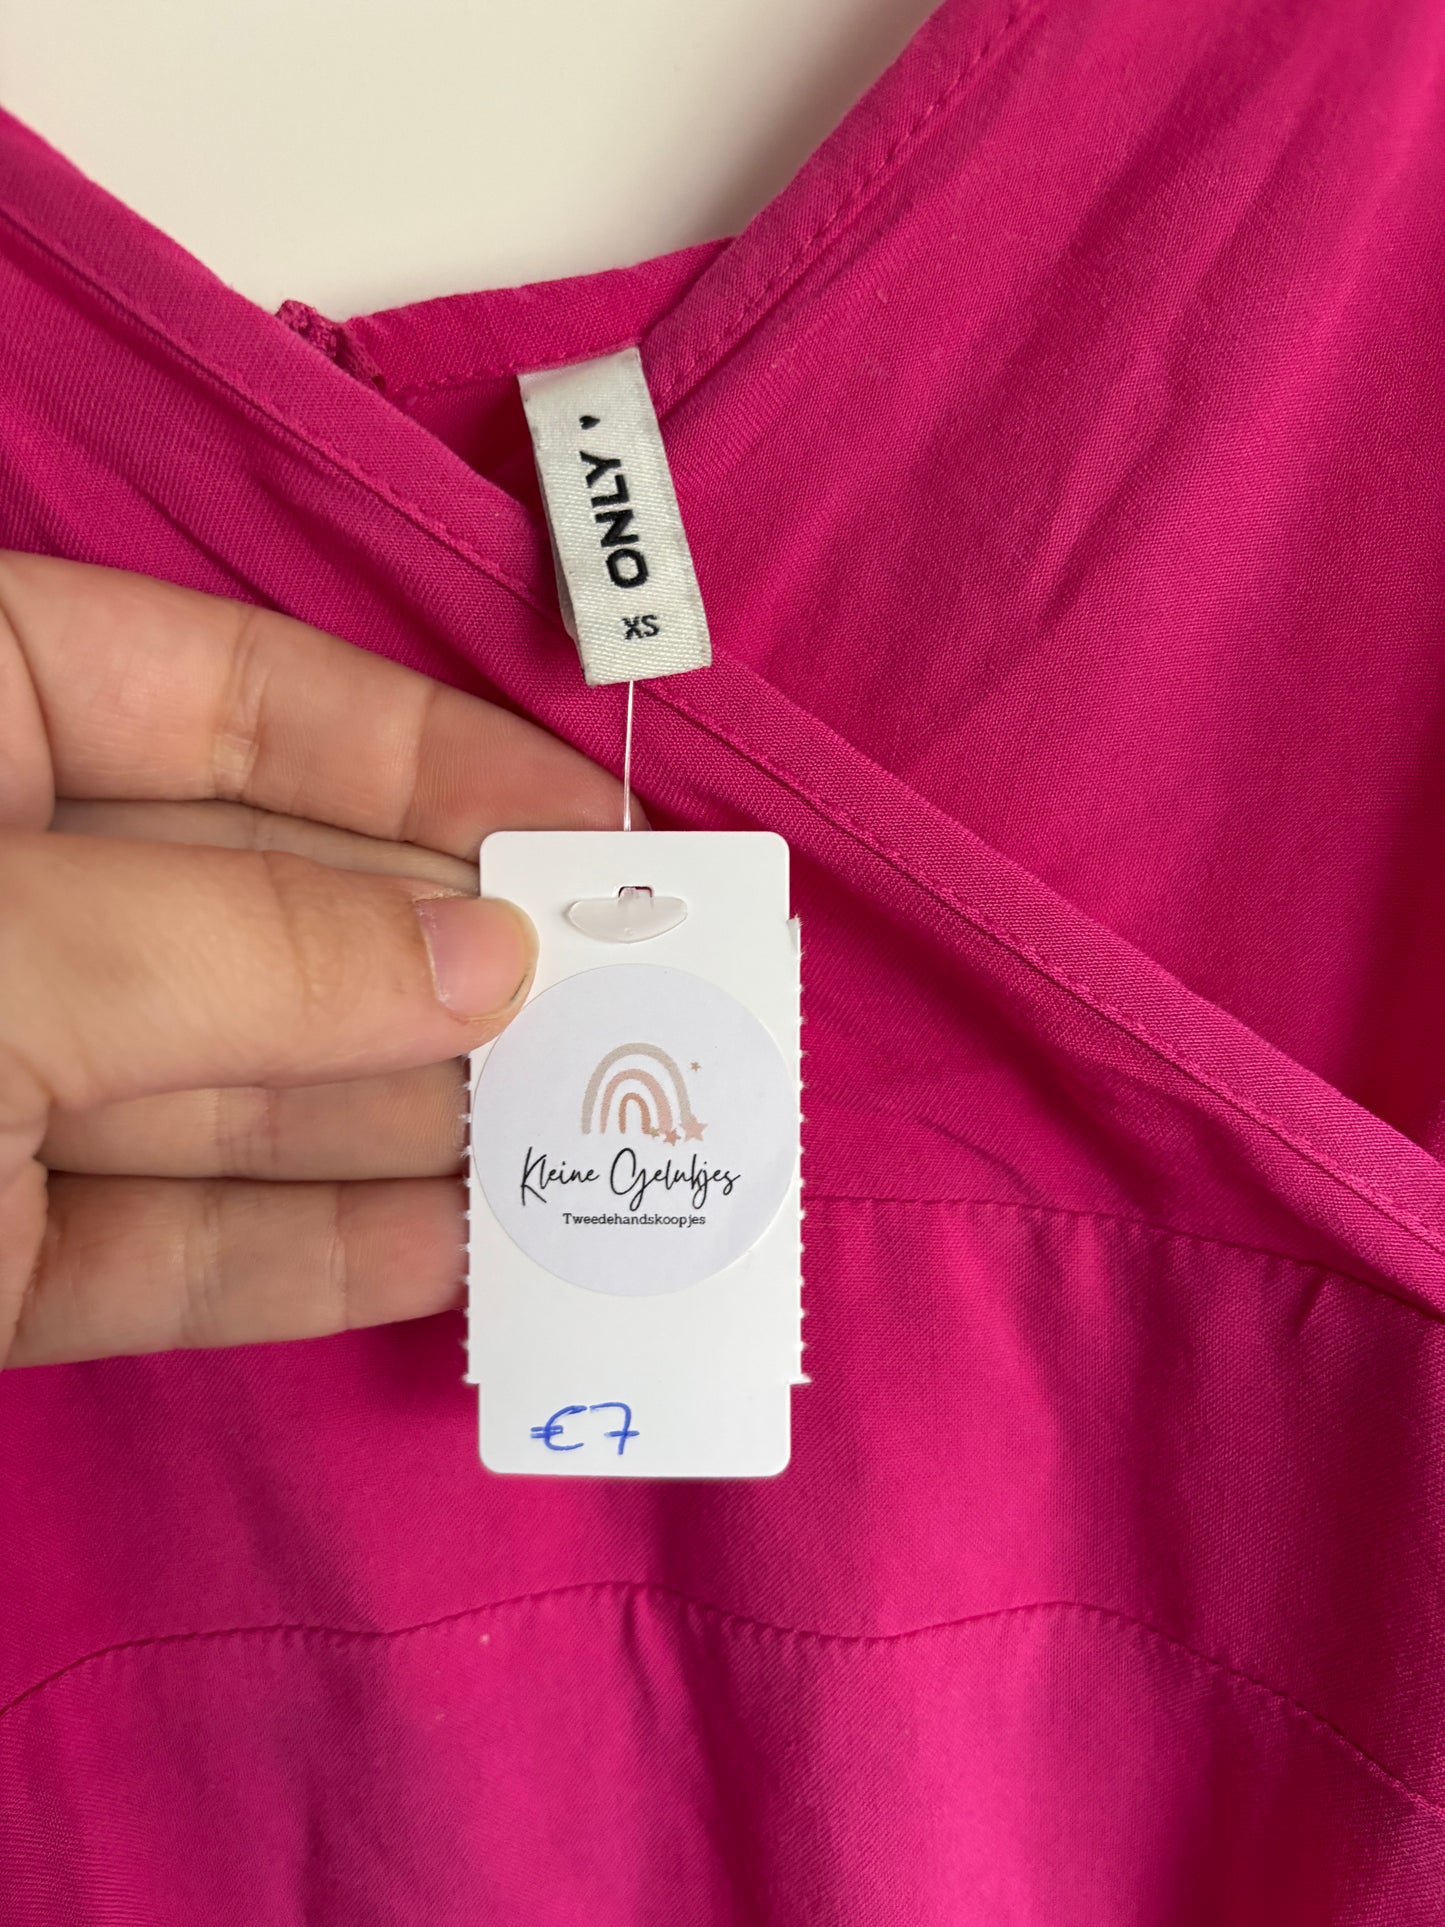 ONLY
XS
Kleine Gelukjes
Tweedehandskoopjes
€7